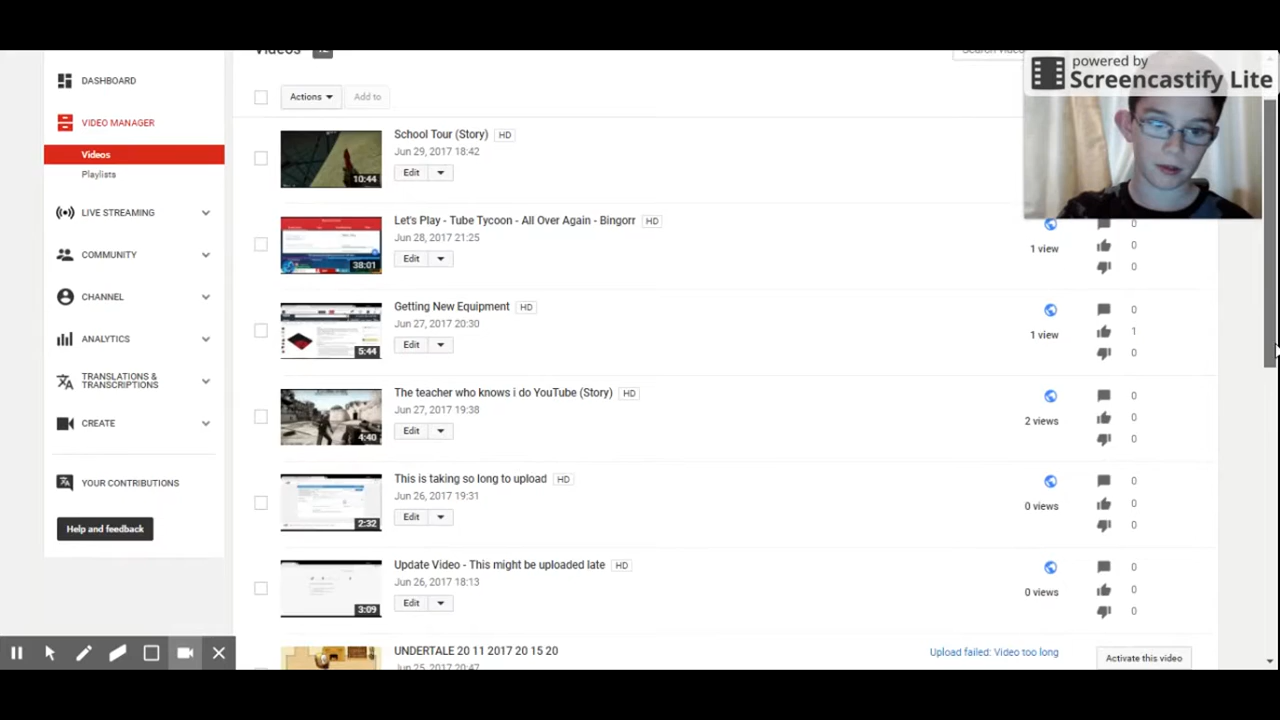 Videos 12
powered by
Screencastify Lite
DASHBOARD
VIDEO MANAGER
Videos
Playlists
LIVE STREAMING
COMMUNITY
CHANNEL
ANALYTICS
TRANSLATIONS &
TRANSCRIPTIONS
CREATE
YOUR CONTRIBUTIONS
Help and feedback
Actions
Add to
10:44
School Tour (Story) HD
Jun 29, 2017 18:42
Edit
38:01
Let's Play - Tube Tycoon - All Over Again - Bingorr HD
Jun 28, 2017 21:25
Edit
1 view
0
0
0
5:44
Getting New Equipment HD
Jun 27, 2017 20:30
Edit
1 view
0
1
0
4:40
The teacher who knows i do YouTube (Story) HD
Jun 27, 2017 19:38
Edit
2 views
0
0
0
2:32
This is taking so long to upload HD
Jun 26, 2017 19:31
Edit
0 views
0
0
0
3:09
Update Video - This might be uploaded late HD
Jun 26, 2017 18:13
Edit
0 views
0
0
0
UNDERTALE 20 11 2017 20 15 20
Jun 25, 2017 20:47
Upload failed: Video too long
Activate this video